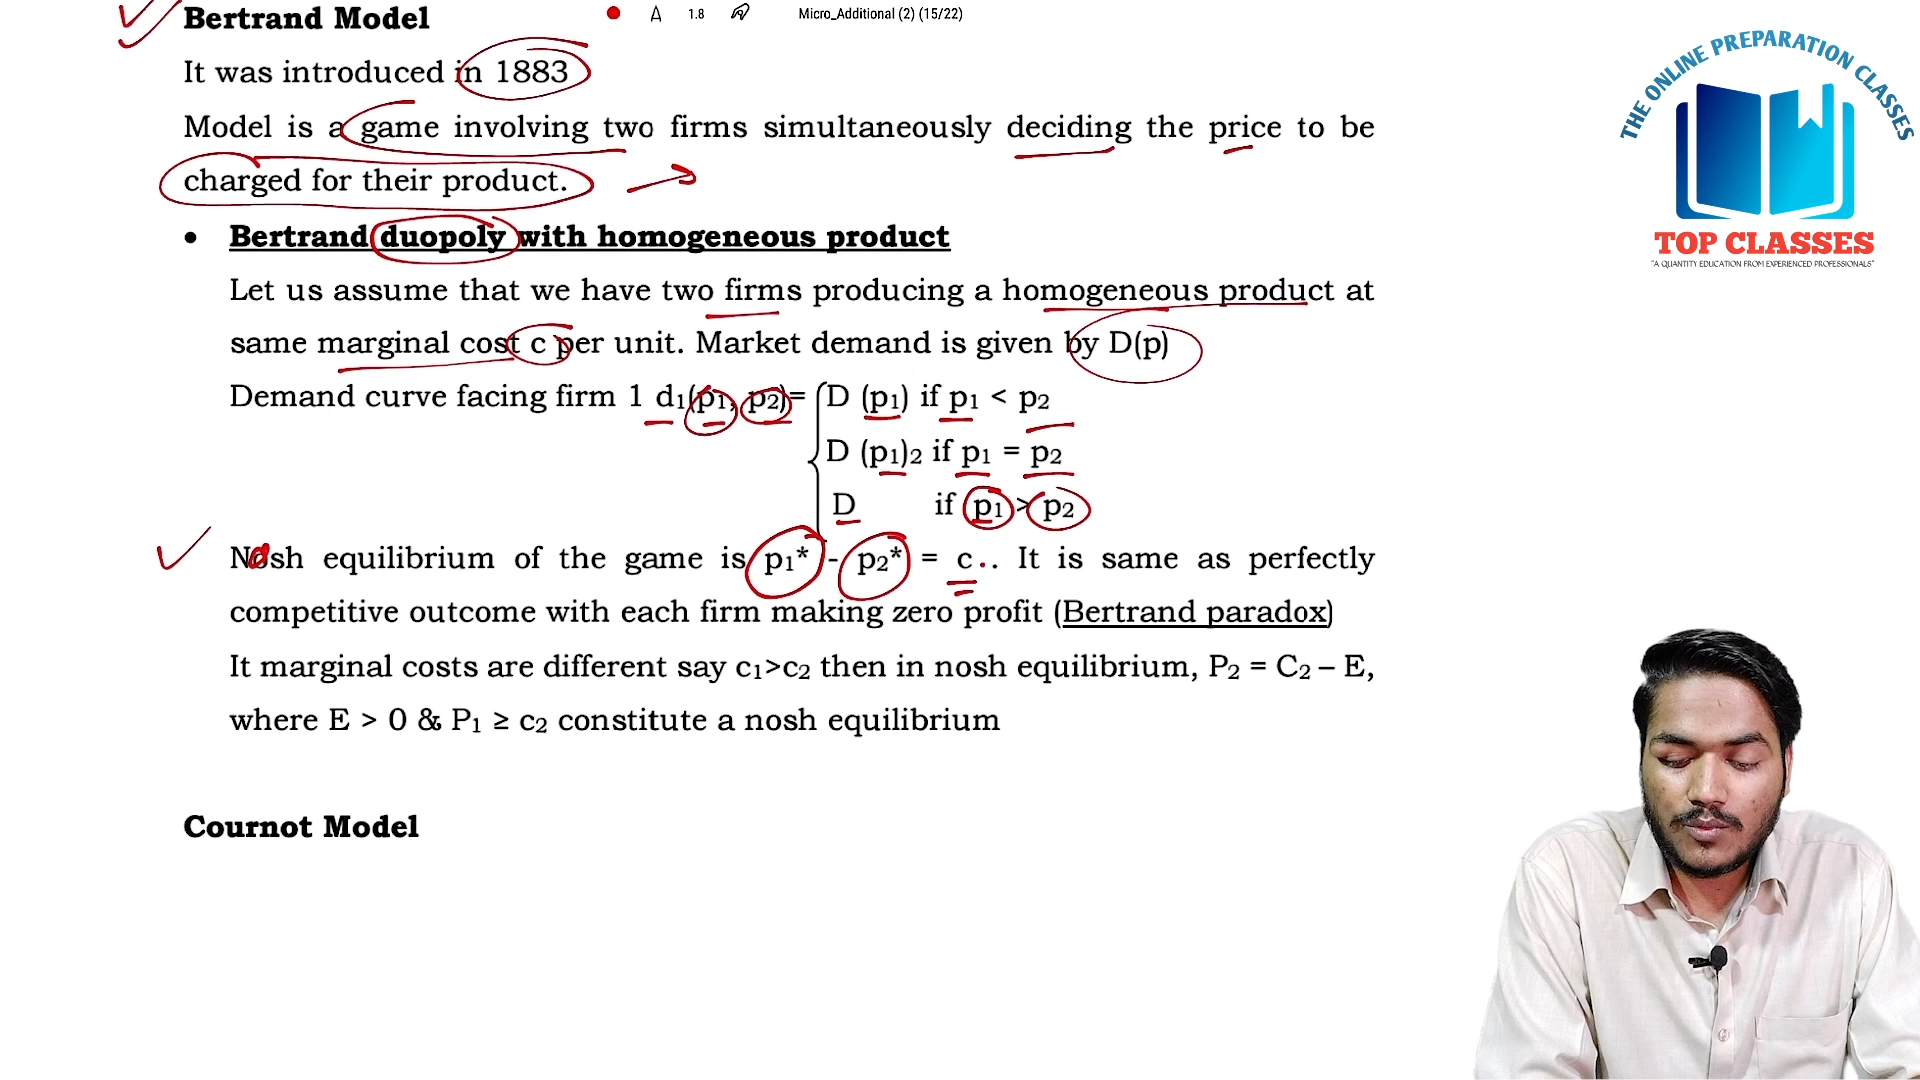 Bertrand Model
1.8
Micro_Additional (2) (15/22)
It was introduced in 1883
Model is a game involving two firms simultaneously deciding the price to be
charged for their product.
• Bertrand duopoly with homogeneous product
Let us assume that we have two firms producing a homogeneous product at
same marginal cost c per unit. Market demand is given by D(p)
Demand curve facing firm 1 d₁(p₁, p₂)= D (p₁) if p₁ < p₂
D (p₁)₂ if p₁ = p₂
D if p₁ > p₂
Nash equilibrium of the game is p₁* - p₂* = c.. It is same as perfectly
competitive outcome with each firm making zero profit (Bertrand paradox)
It marginal costs are different say c₁>c₂ then in nosh equilibrium, P₂ = C₂ – E,
where E > 0 & P₁ ≥ c₂ constitute a nosh equilibrium
Cournot Model
THE ONLINE PREPARATION CLASSES
TOP CLASSES
"A QUANTITY EDUCATION FROM EXPERIENCED PROFESSIONALS"